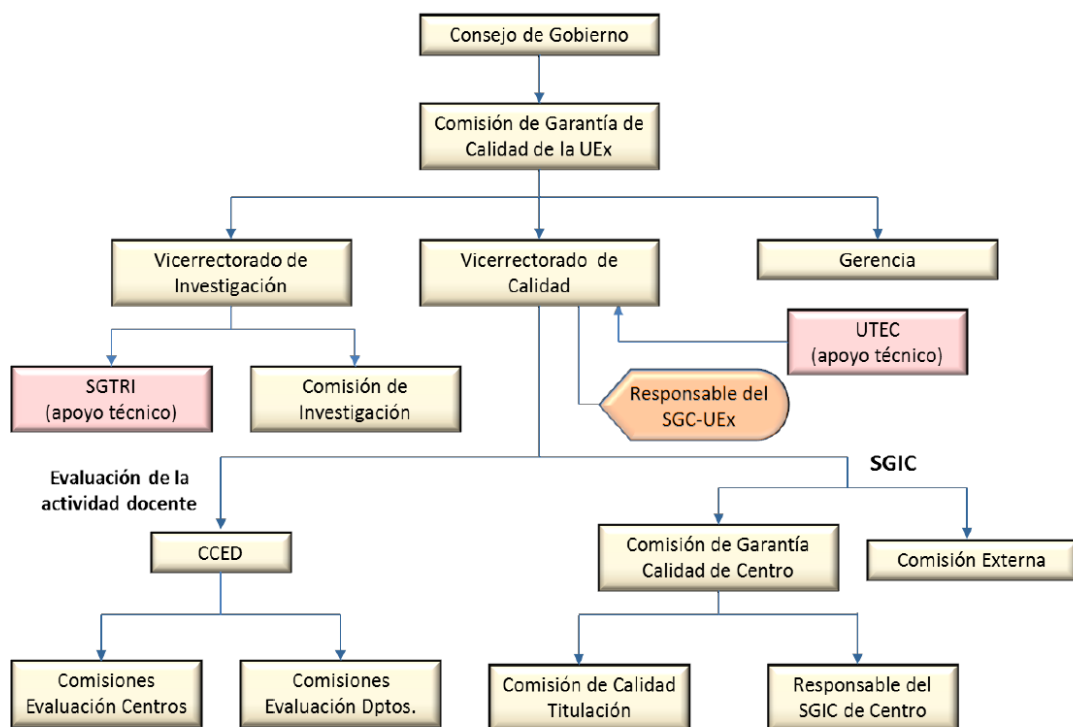 Consejo de Gobierno
Comisión de Garantía de
Calidad de la UEx
Vicerrectorado de
Investigación
Vicerrectorado de
Calidad
Gerencia
UTEC
(apoyo técnico)
SGTRI
(apoyo técnico)
Comisión de
Investigación
Responsable del
SGC-UEx
Evaluación de la
actividad docente
SGIC
CCED
Comisión de Garantía
Calidad de Centro
Comisión Externa
Comisiones
Evaluación Centros
Comisiones
Evaluación Dptos.
Comisión de Calidad
Titulación
Responsable del
SGIC de Centro